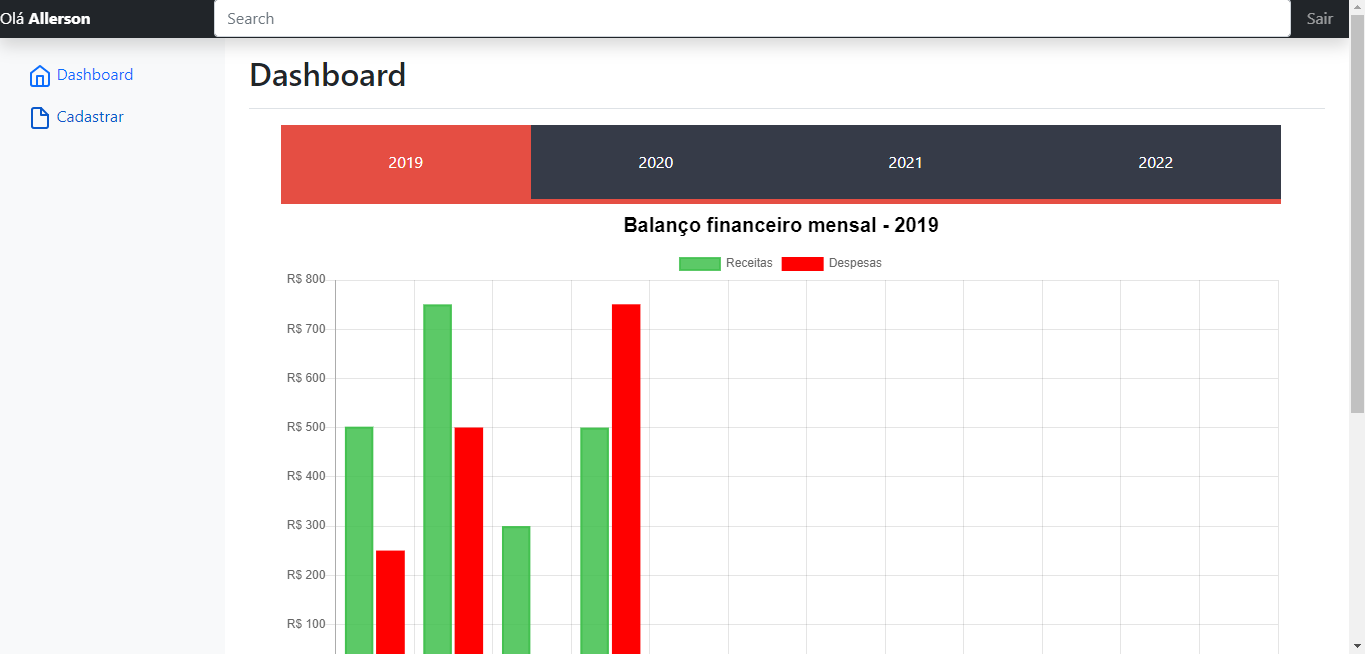 Olá Allerson
Search
Sair
Dashboard
Cadastrar
Dashboard
2019
2020
2021
2022
Balanço financeiro mensal - 2019
Receitas
Despesas
R$ 800
R$ 700
R$ 600
R$ 500
R$ 400
R$ 300
R$ 200
R$ 100